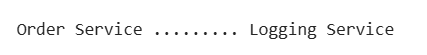 Order Service ......... Logging Service